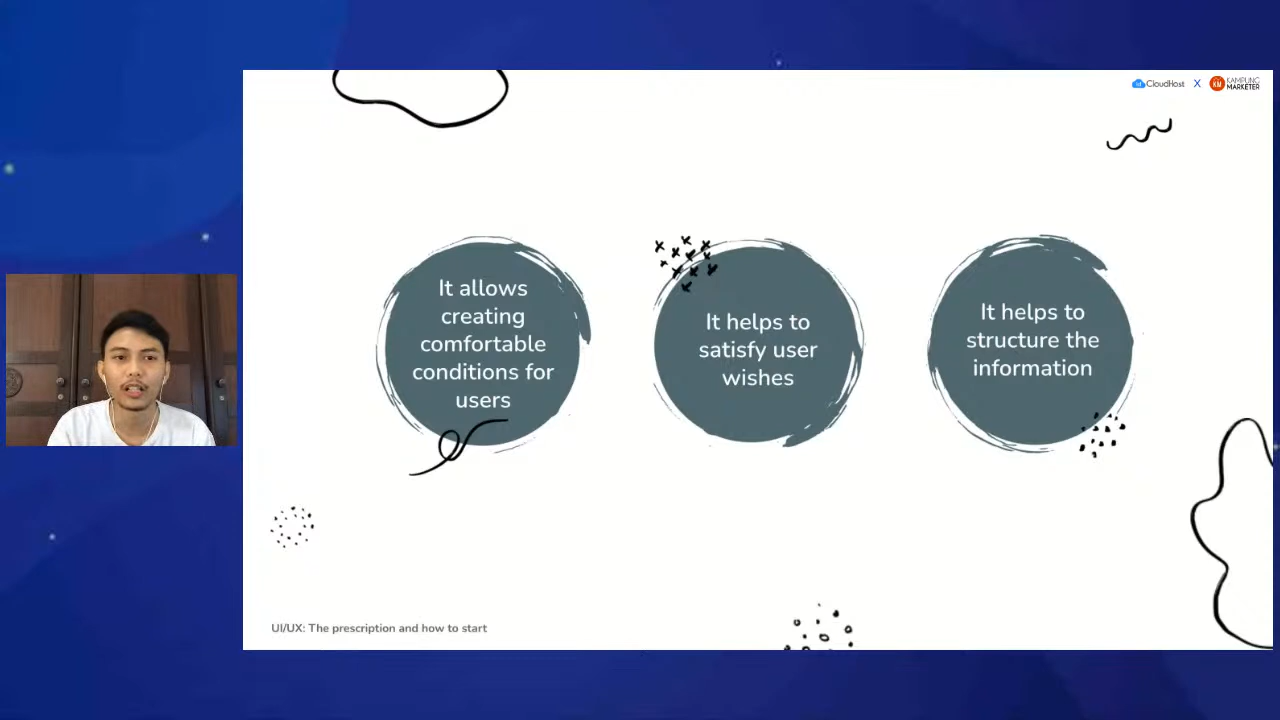 CloudHost X KAMPUNG MARKETER
It allows
creating
comfortable
conditions for
users
It helps to
satisfy user
wishes
It helps to
structure the
information
UI/UX: The prescription and how to start